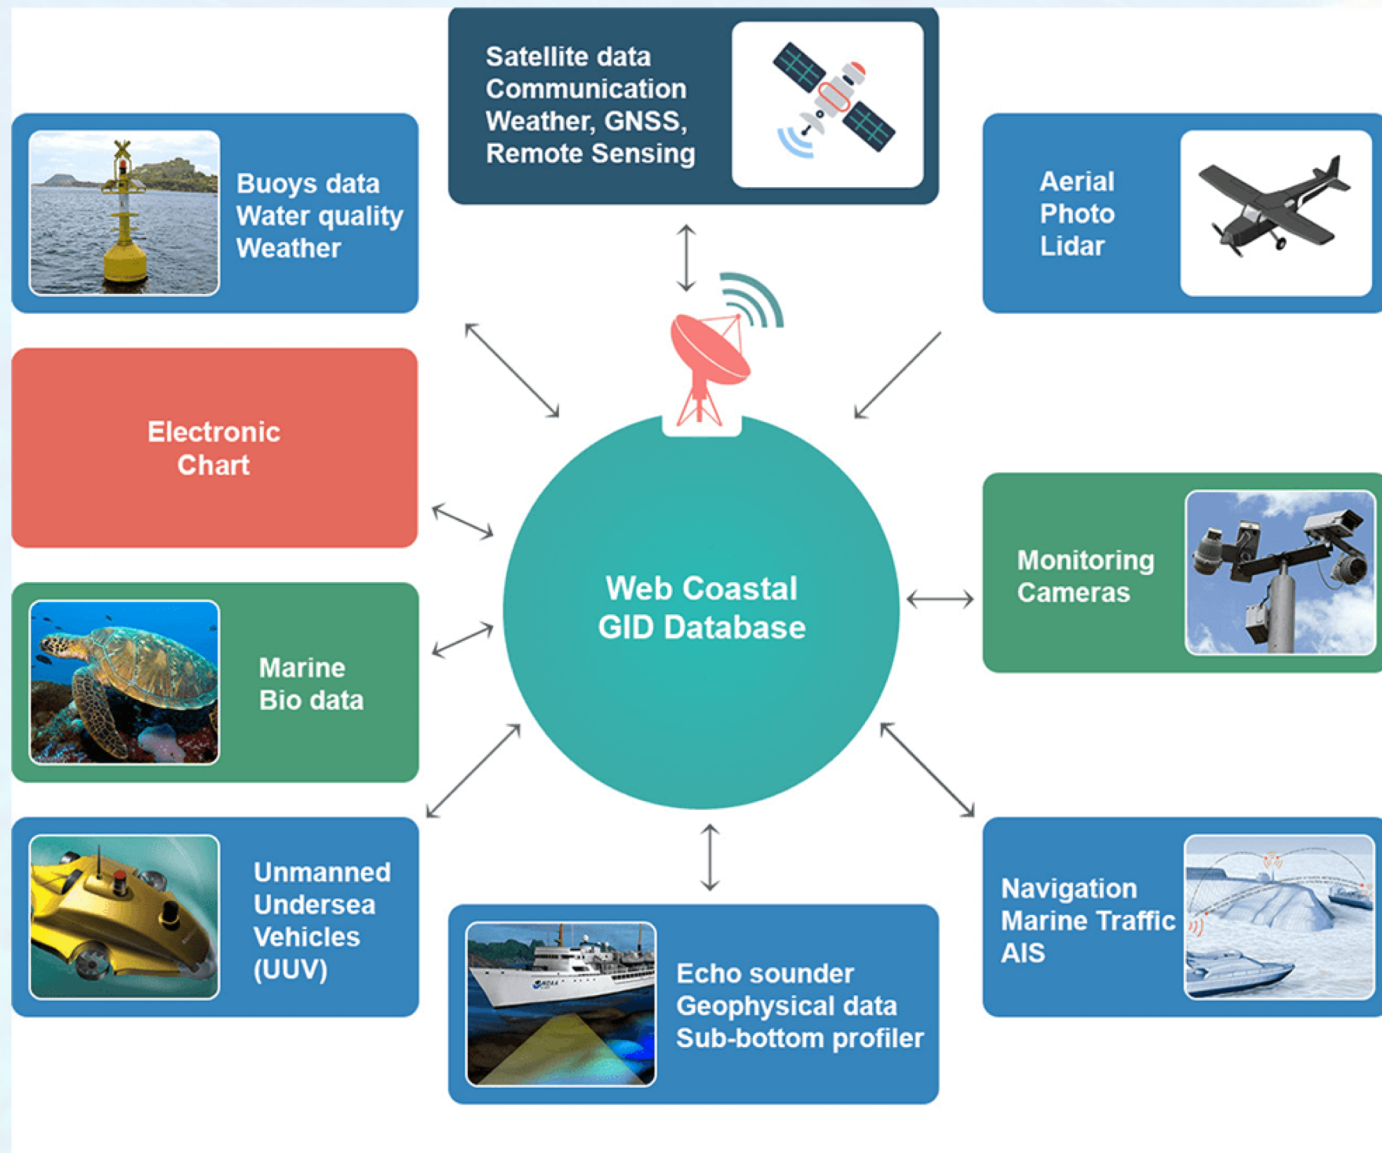 Satellite data
Communication
Weather, GNSS,
Remote Sensing
Buoys data
Water quality
Weather
Aerial
Photo
Lidar
Electronic
Chart
Web Coastal
GID Database
Monitoring
Cameras
Marine
Bio data
Unmanned
Undersea
Vehicles
(UUV)
Navigation
Marine Traffic
AIS
NOAA
Echo sounder
Geophysical data
Sub-bottom profiler